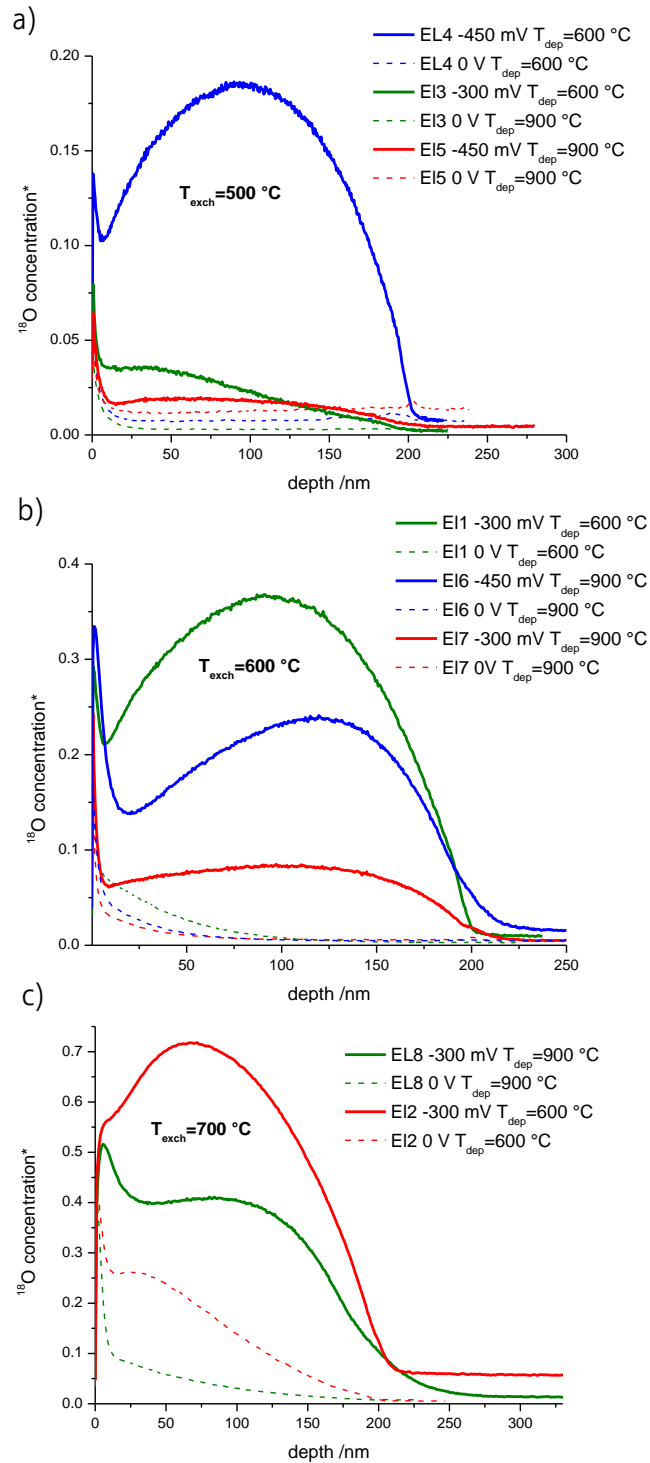 a)
EL4 -450 mV T_dep=600 °C
EL4 0 V T_dep=600 °C
El3 -300 mV T_dep=600 °C
El3 0 V T_dep=900 °C
El5 -450 mV T_dep=900 °C
El5 0 V T_dep=900 °C
T_exch=500 °C
0.20
0.15
0.10
0.05
0.00
¹⁸O concentration*
0 50 100 150 200 250 300
depth /nm
b)
El1 -300 mV T_dep=600 °C
El1 0 V T_dep=600 °C
El6 -450 mV T_dep=900 °C
El6 0 V T_dep=900 °C
El7 -300 mV T_dep=900 °C
El7 0V T_dep=900 °C
T_exch=600 °C
0.4
0.3
0.2
0.1
0.0
¹⁸O concentration*
50 100 150 200 250
depth /nm
c)
EL8 -300 mV T_dep=900 °C
EL8 0 V T_dep=900 °C
El2 -300 mV T_dep=600 °C
El2 0 V T_dep=600 °C
T_exch=700 °C
0.7
0.6
0.5
0.4
0.3
0.2
0.1
0.0
¹⁸O concentration*
0 50 100 150 200 250 300
depth /nm